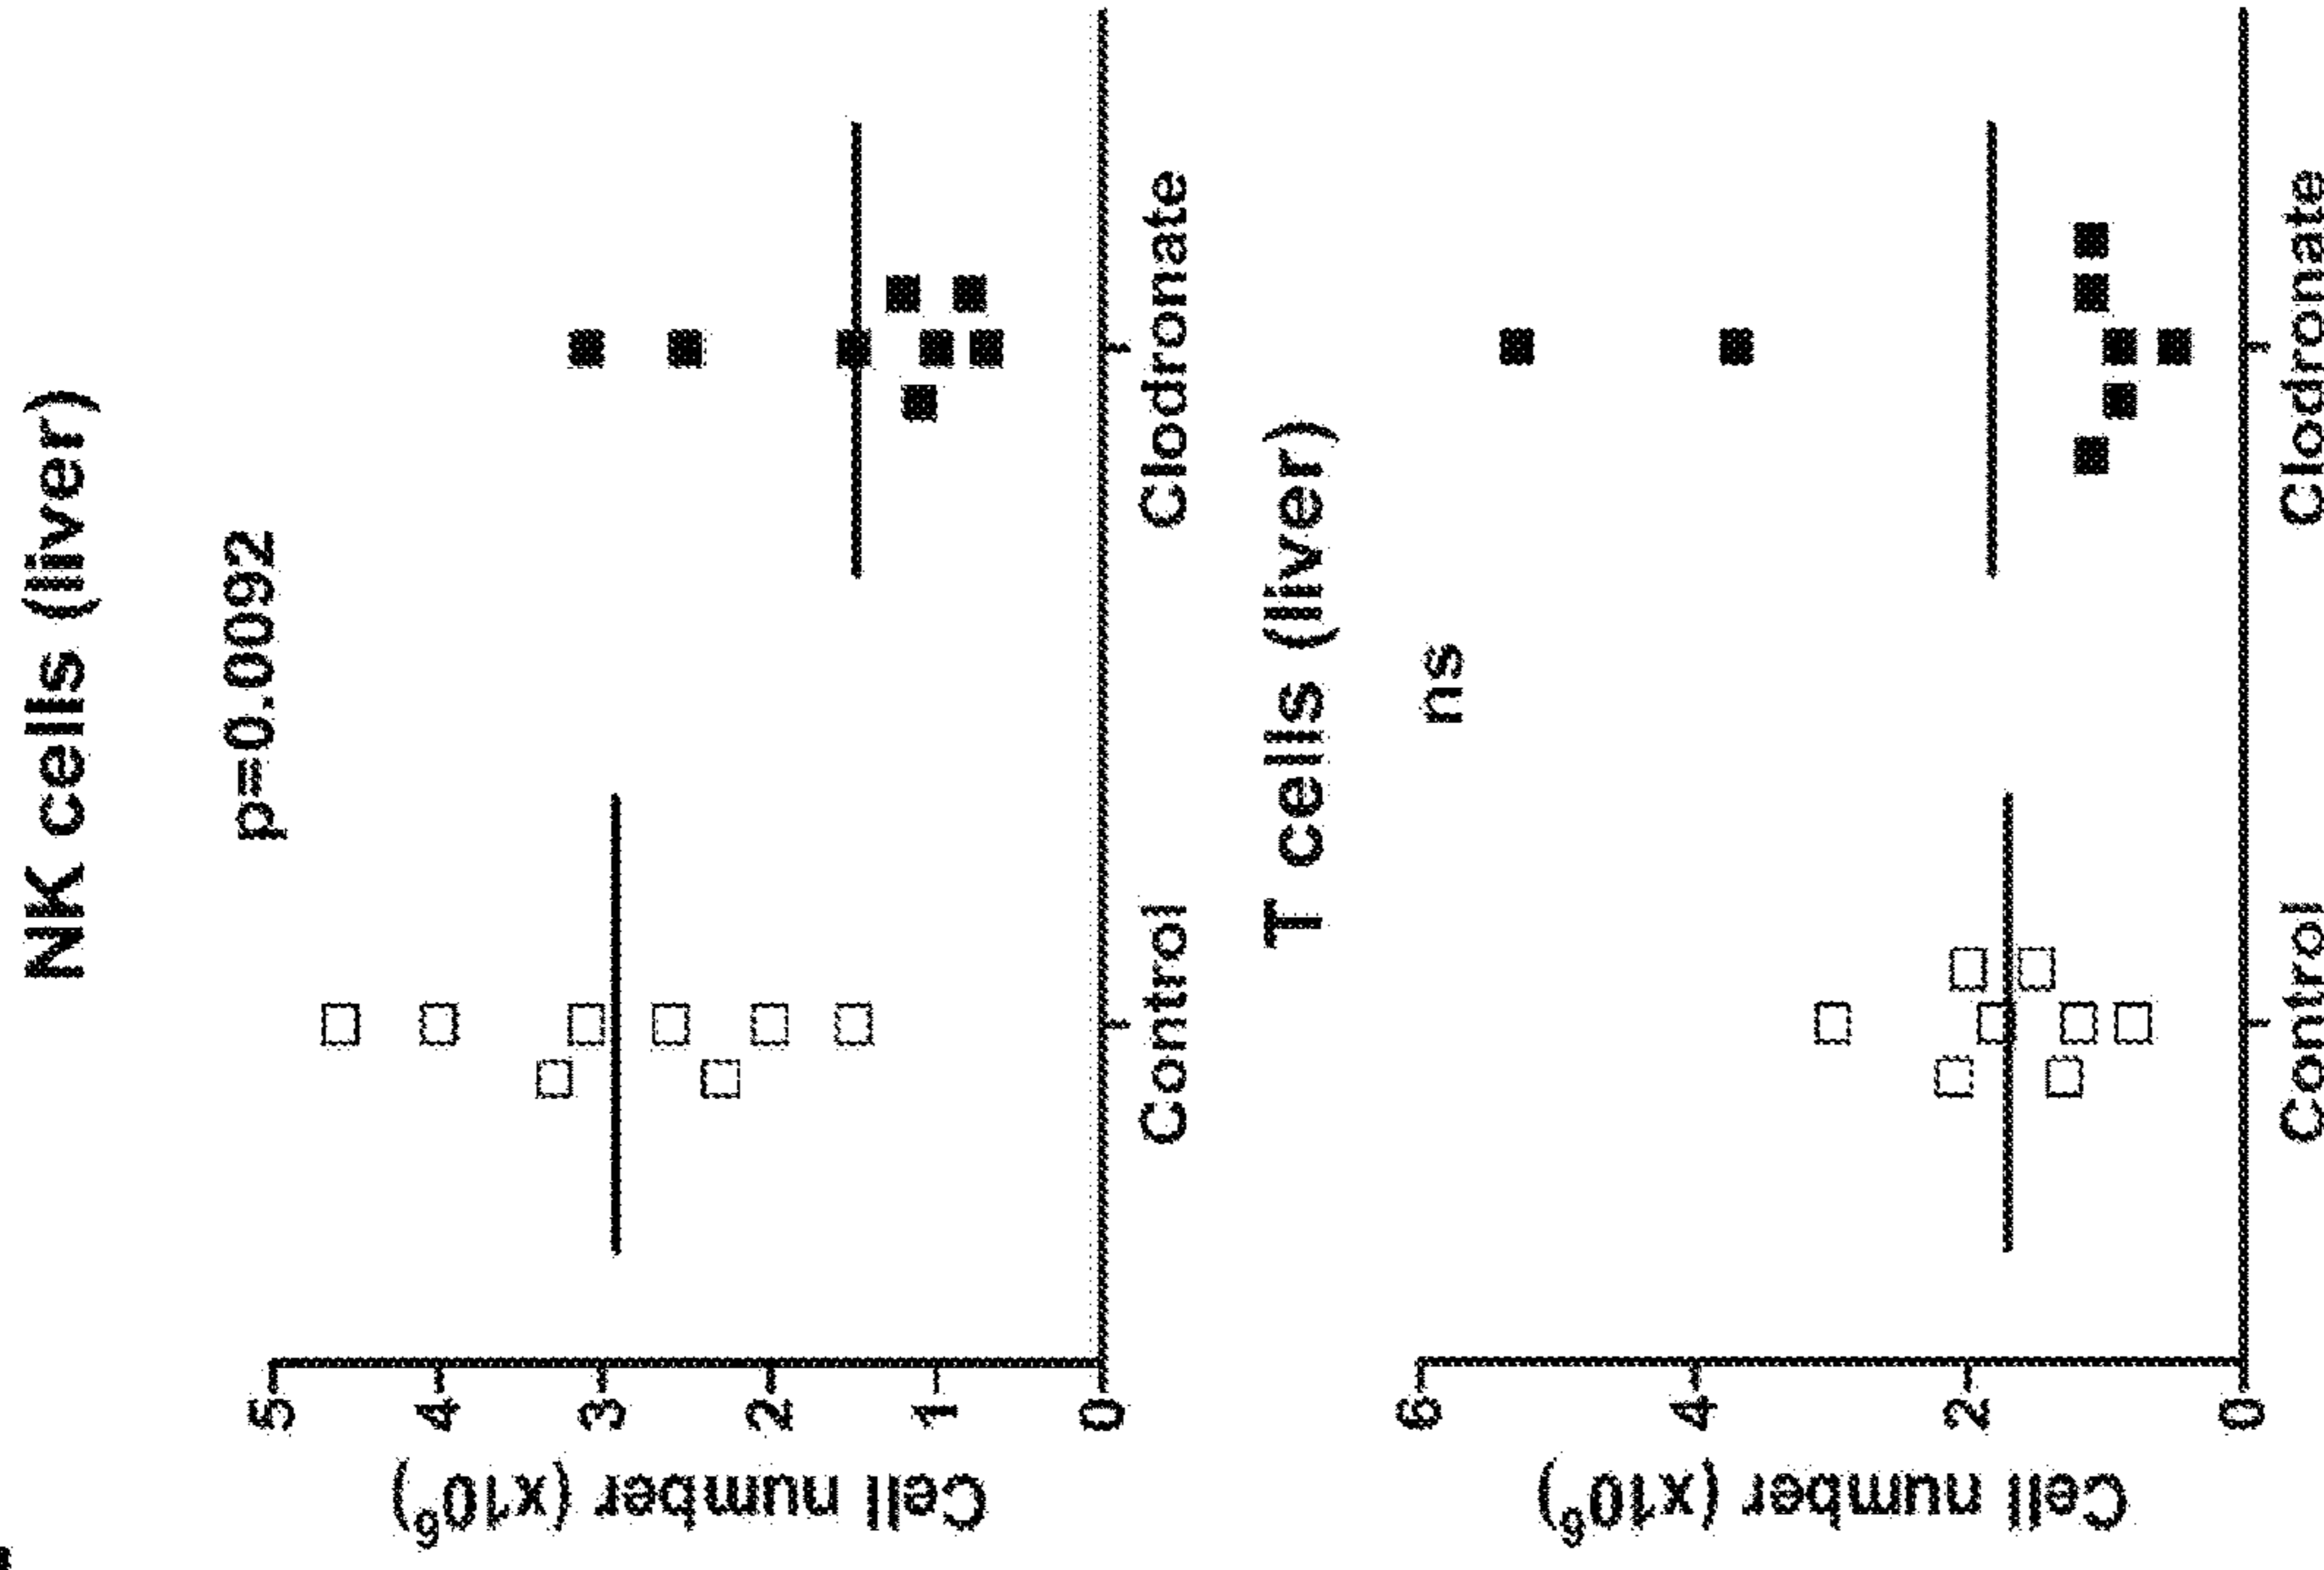 NK cells (liver)
p=0.0092
Cell number (x10⁶)
5
4
3
2
1
0
Control
Clodronate
T cells (liver)
ns
Cell number (x10⁶)
6
4
2
0
Control
Clodronate